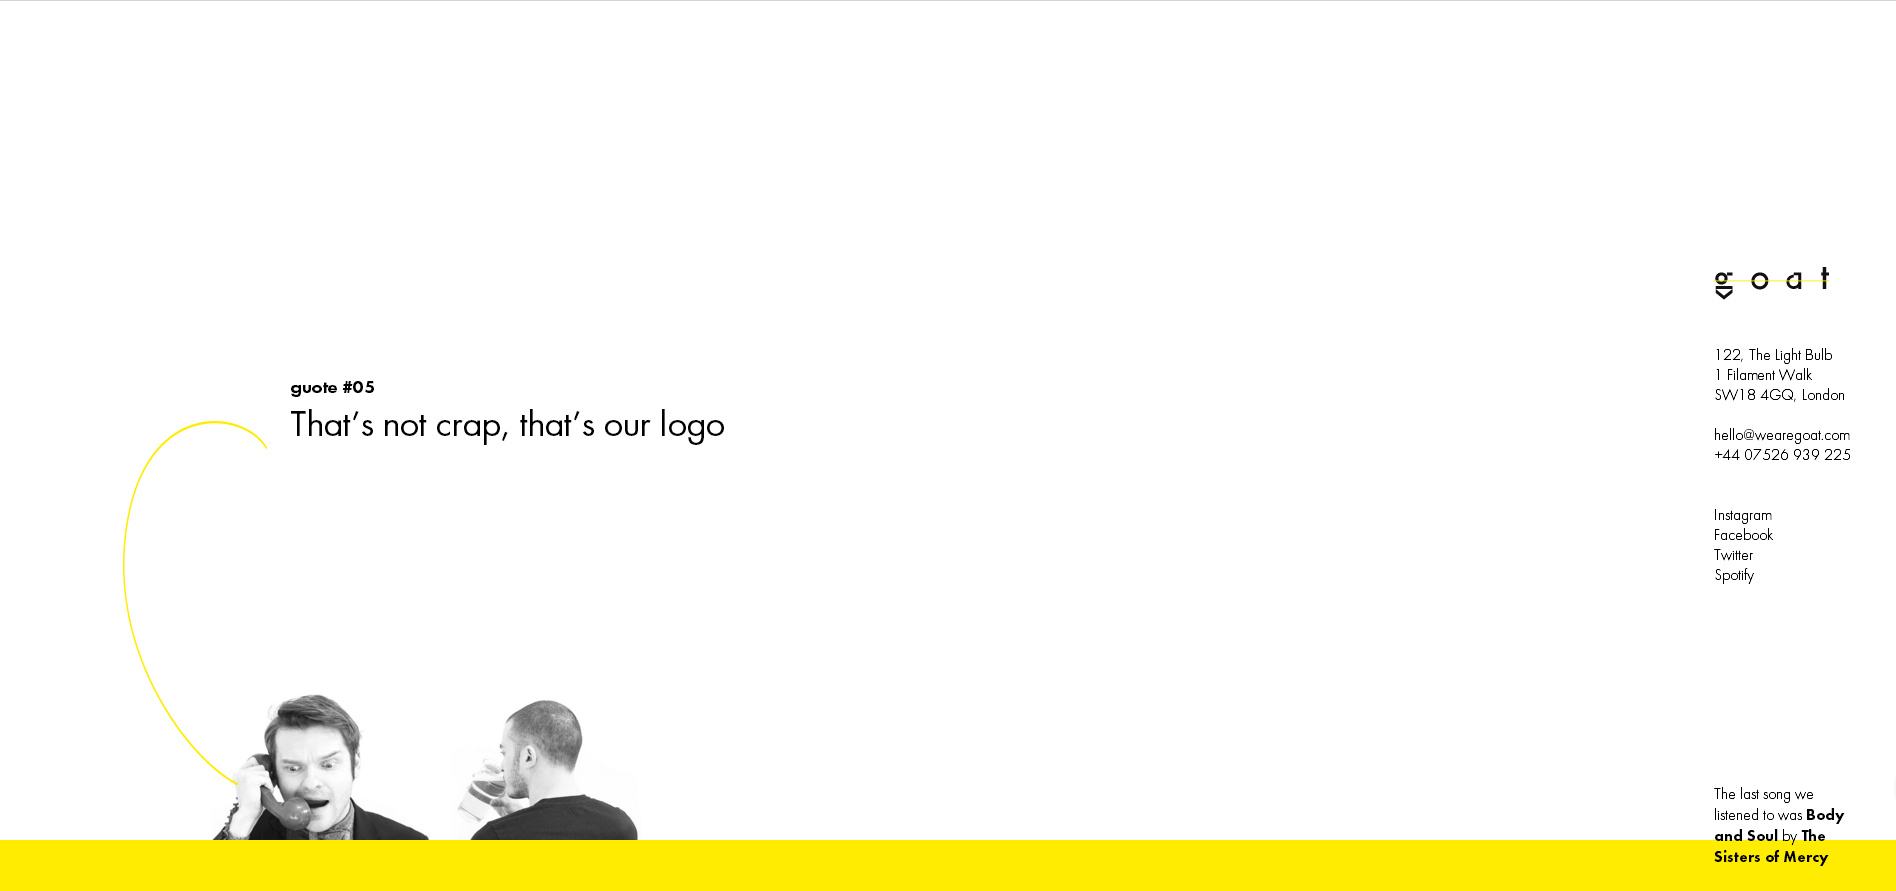 guote #05
That’s not crap, that’s our logo
goat
122, The Light Bulb
1 Filament Walk
SW18 4GQ, London
hello@wearegoat.com
+44 07526 939 225
Instagram
Facebook
Twitter
Spotify
The last song we
listened to was Body
and Soul by The
Sisters of Mercy